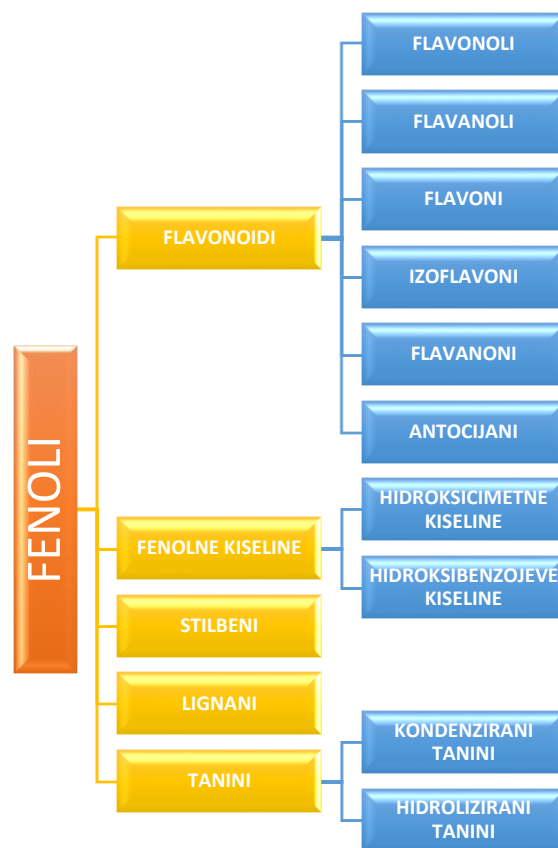 FENOLI
FLAVONOIDI
FLAVONOLI
FLAVANOLI
FLAVONI
IZOFLAVONI
FLAVANONI
ANTOCIJANI
FENOLNE KISELINE
HIDROKSICIMETNE
KISELINE
HIDROKSIBENZOJEVE
KISELINE
STILBENI
LIGNANI
TANINI
KONDENZIRANI
TANINI
HIDROLIZIRANI
TANINI